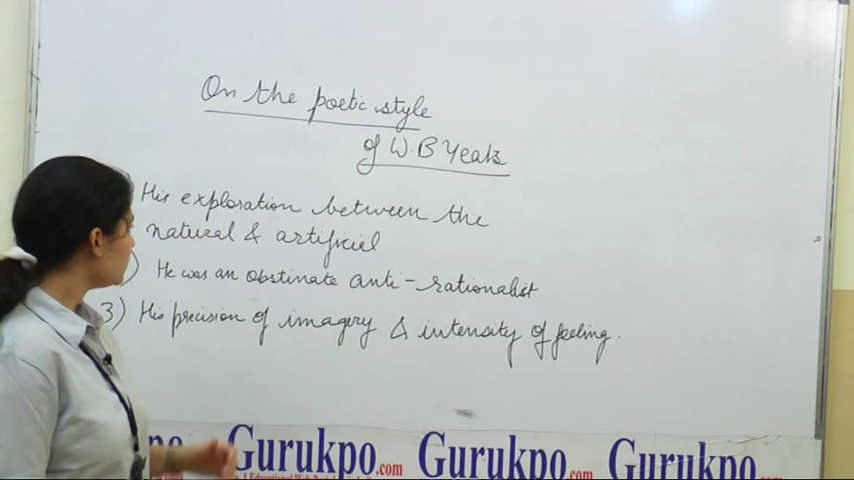 On the poetic style
of W.B Yeats
His exploration between the
natural & artificial
) He was an obstinate anti-rationalist
3) His precision of imagery & intensity of feeling.
Gurukpo.com Gurukpo.com Gurukpo.com